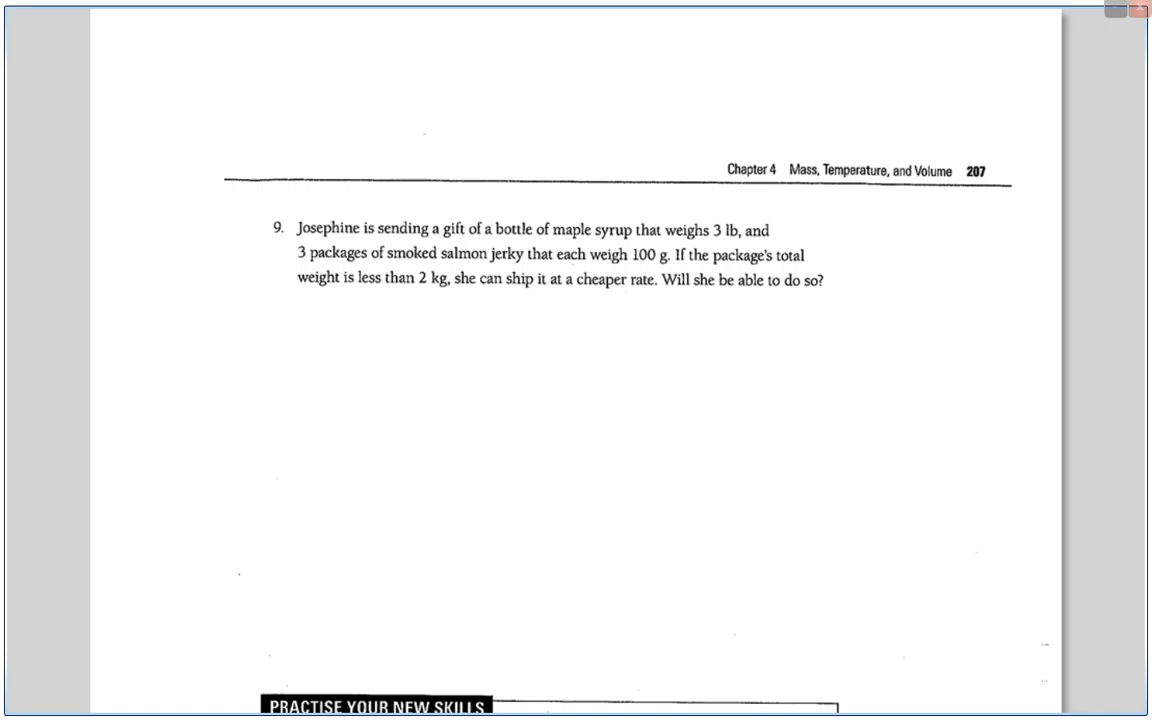 Chapter 4 Mass, Temperature, and Volume 207
9. Josephine is sending a gift of a bottle of maple syrup that weighs 3 lb, and
3 packages of smoked salmon jerky that each weigh 100 g. If the package's total
weight is less than 2 kg, she can ship it at a cheaper rate. Will she be able to do so?
PRACTISE YOUR NEW SKILLS